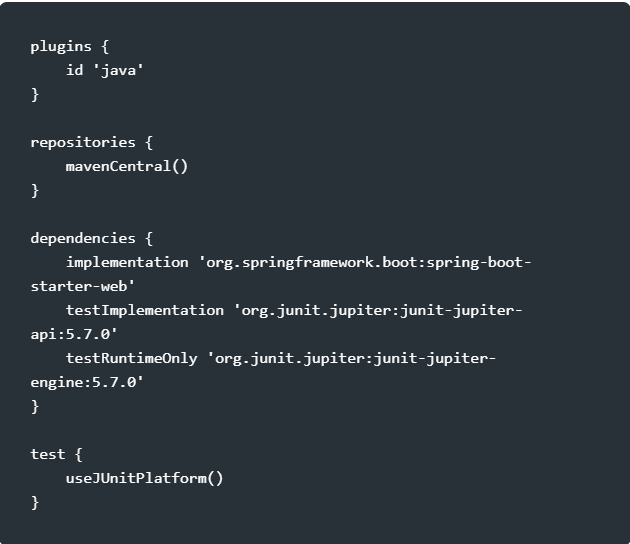 plugins {
    id 'java'
}

repositories {
    mavenCentral()
}

dependencies {
    implementation 'org.springframework.boot:spring-boot-
starter-web'
    testImplementation 'org.junit.jupiter:junit-jupiter-
api:5.7.0'
    testRuntimeOnly 'org.junit.jupiter:junit-jupiter-
engine:5.7.0'
}

test {
    useJUnitPlatform()
}